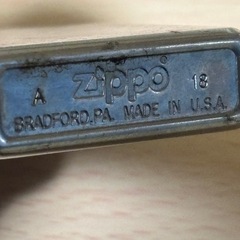 A zippo 18
BRADFORD,PA. MADE IN U.S.A.